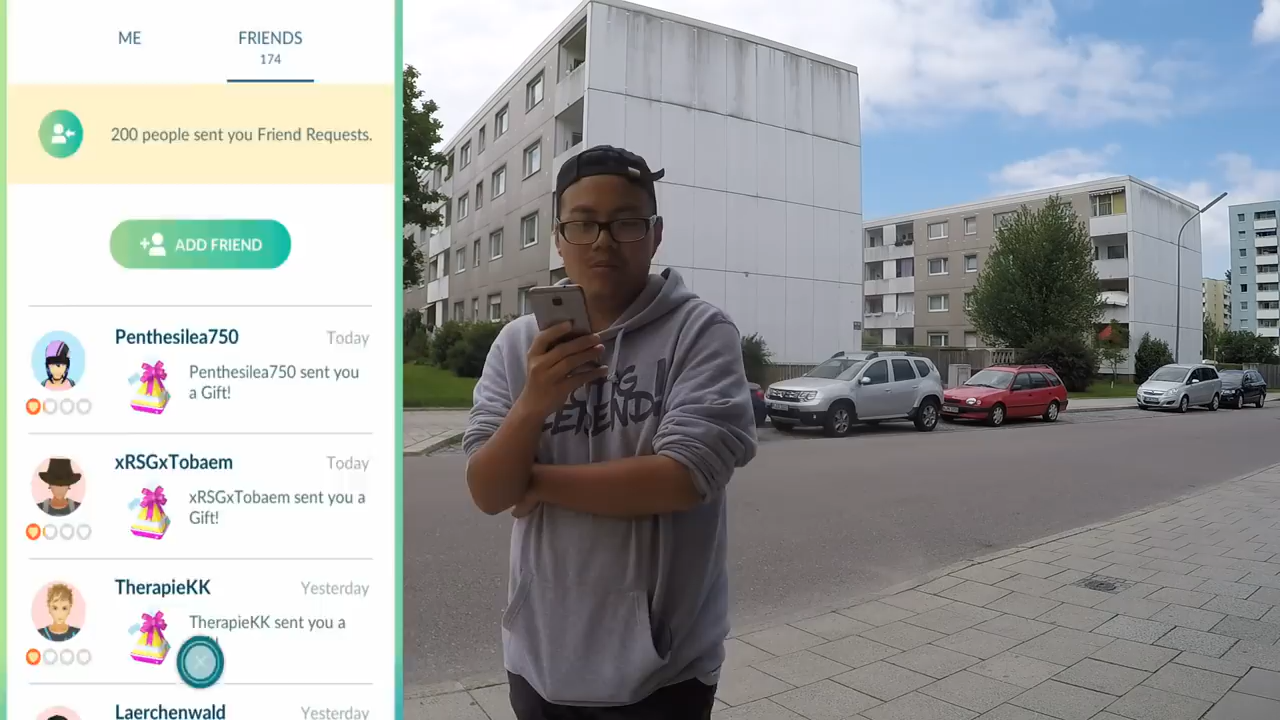 ME
FRIENDS
174
200 people sent you Friend Requests.
ADD FRIEND
Penthesilea750
Today
Penthesilea750 sent you
a Gift!
xRSGxTobaem
Today
xRSGxTobaem sent you a
Gift!
TherapieKK
Yesterday
TherapieKK sent you a
Laerchenwald
Yesterday